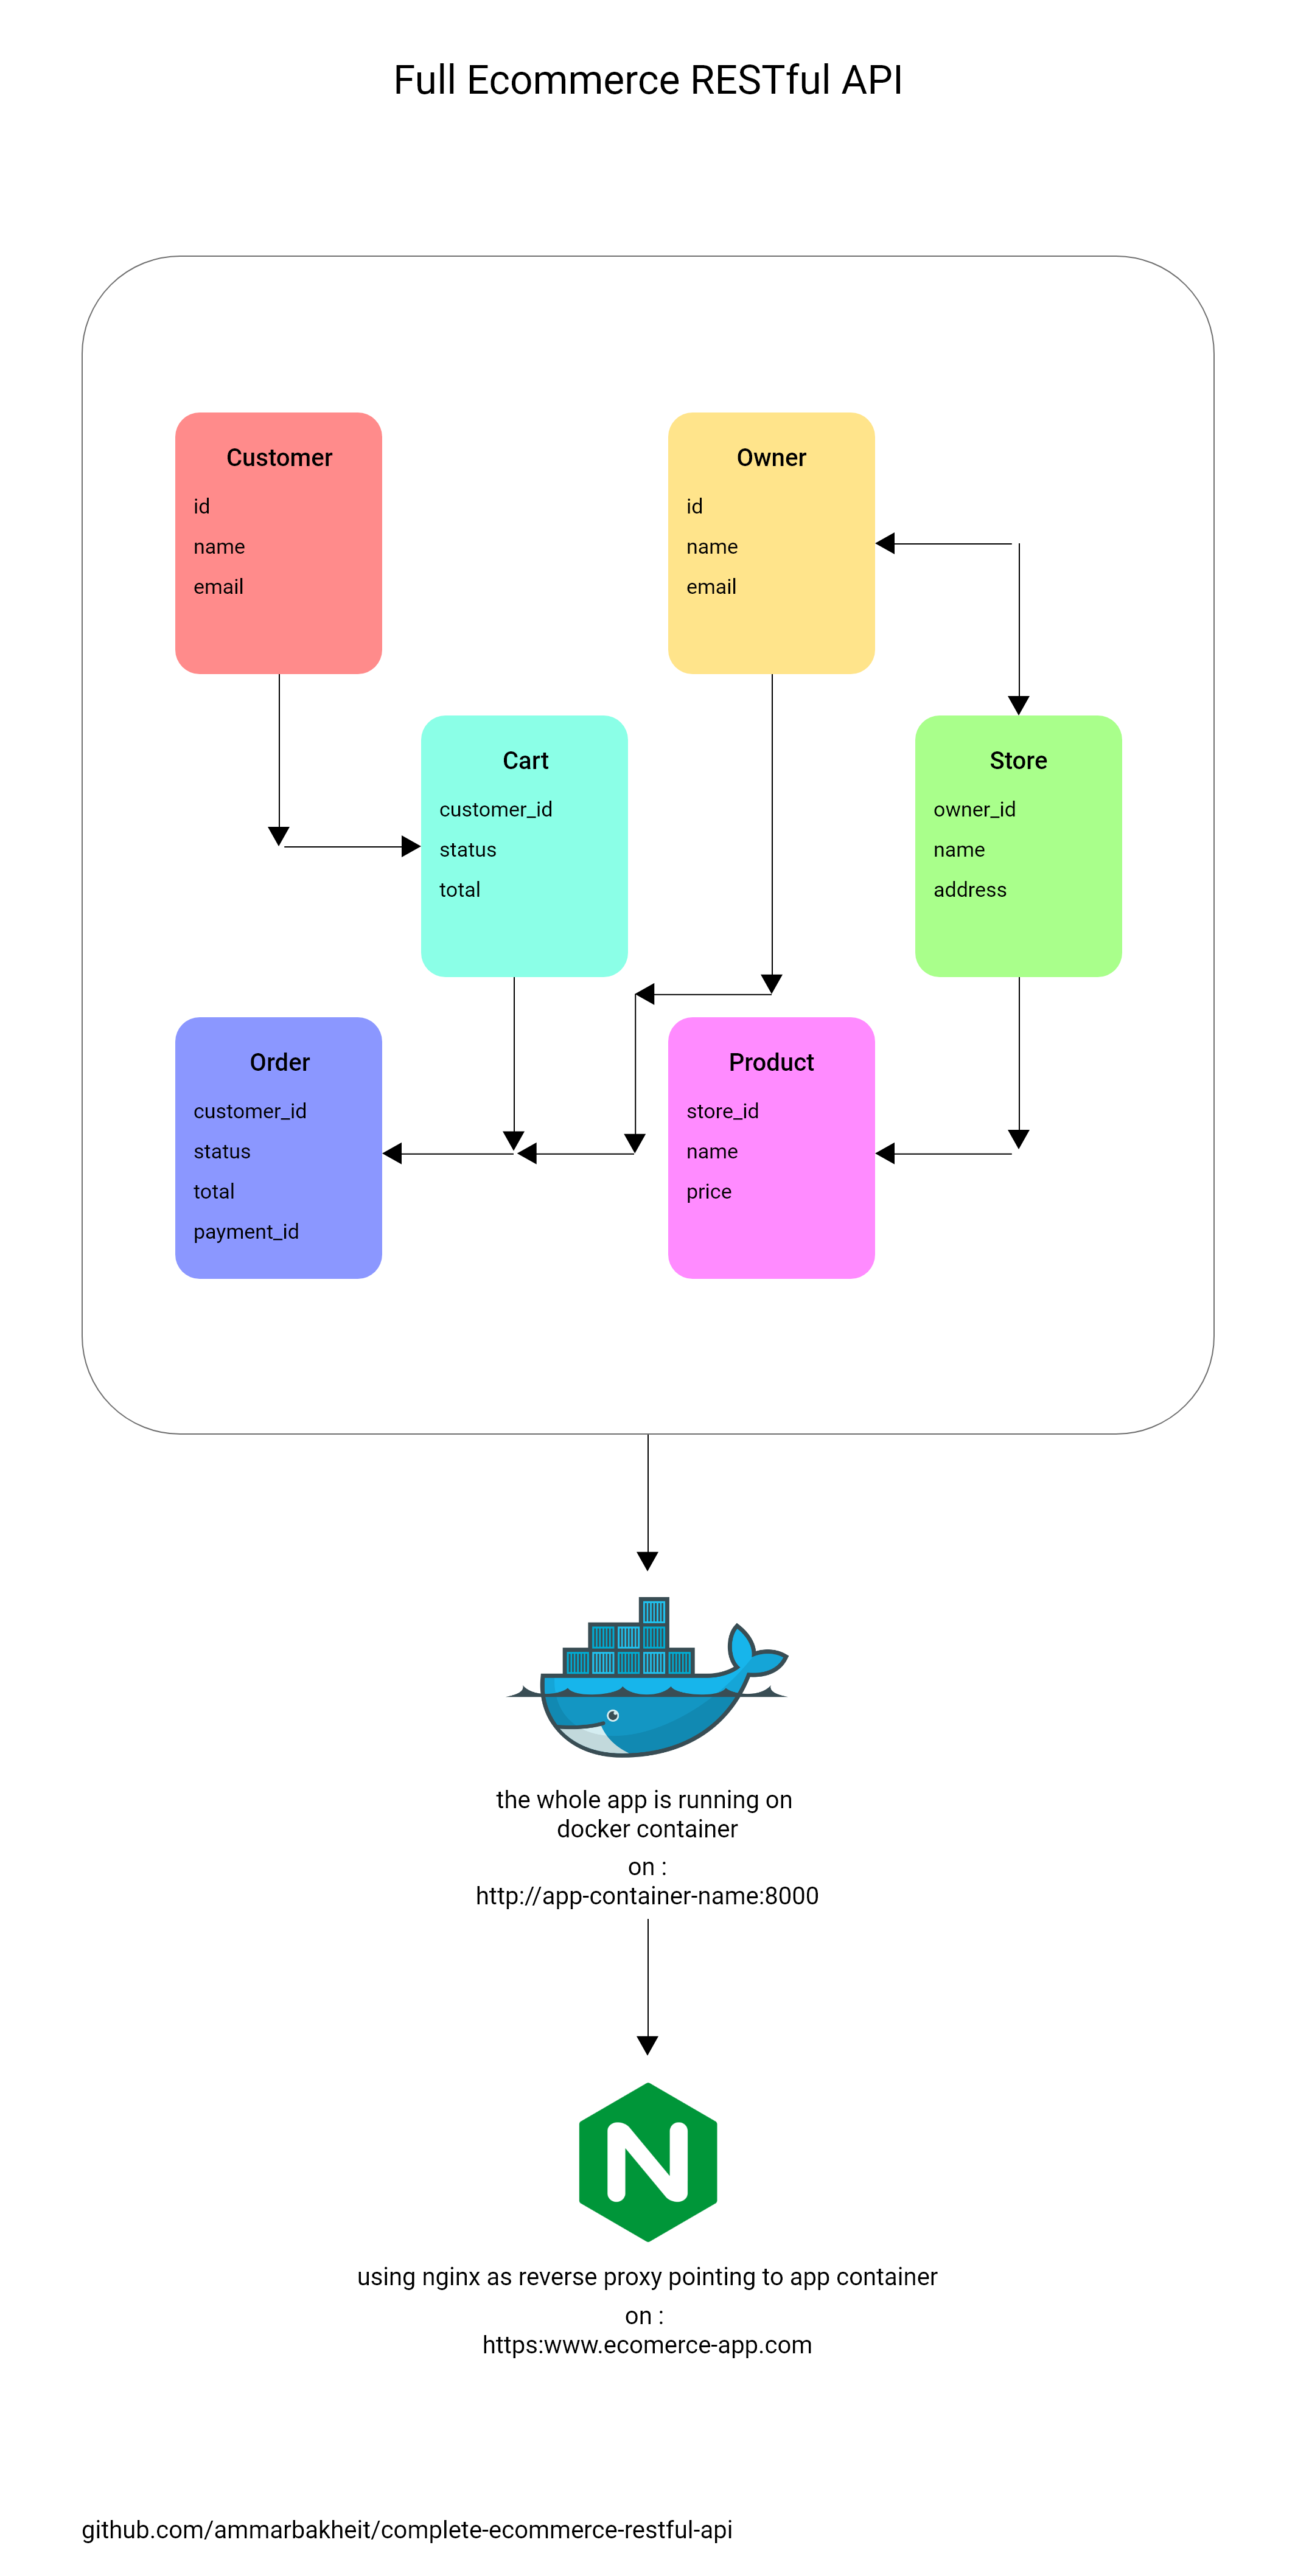 Full Ecommerce RESTful API
Customer
id
name
email
Owner
id
name
email
Cart
customer_id
status
total
Store
owner_id
name
address
Order
customer_id
status
total
payment_id
Product
store_id
name
price
the whole app is running on
docker container
on :
http://app-container-name:8000
N
using nginx as reverse proxy pointing to app container
on :
https:www.ecomerce-app.com
github.com/ammarbakheit/complete-ecommerce-restful-api